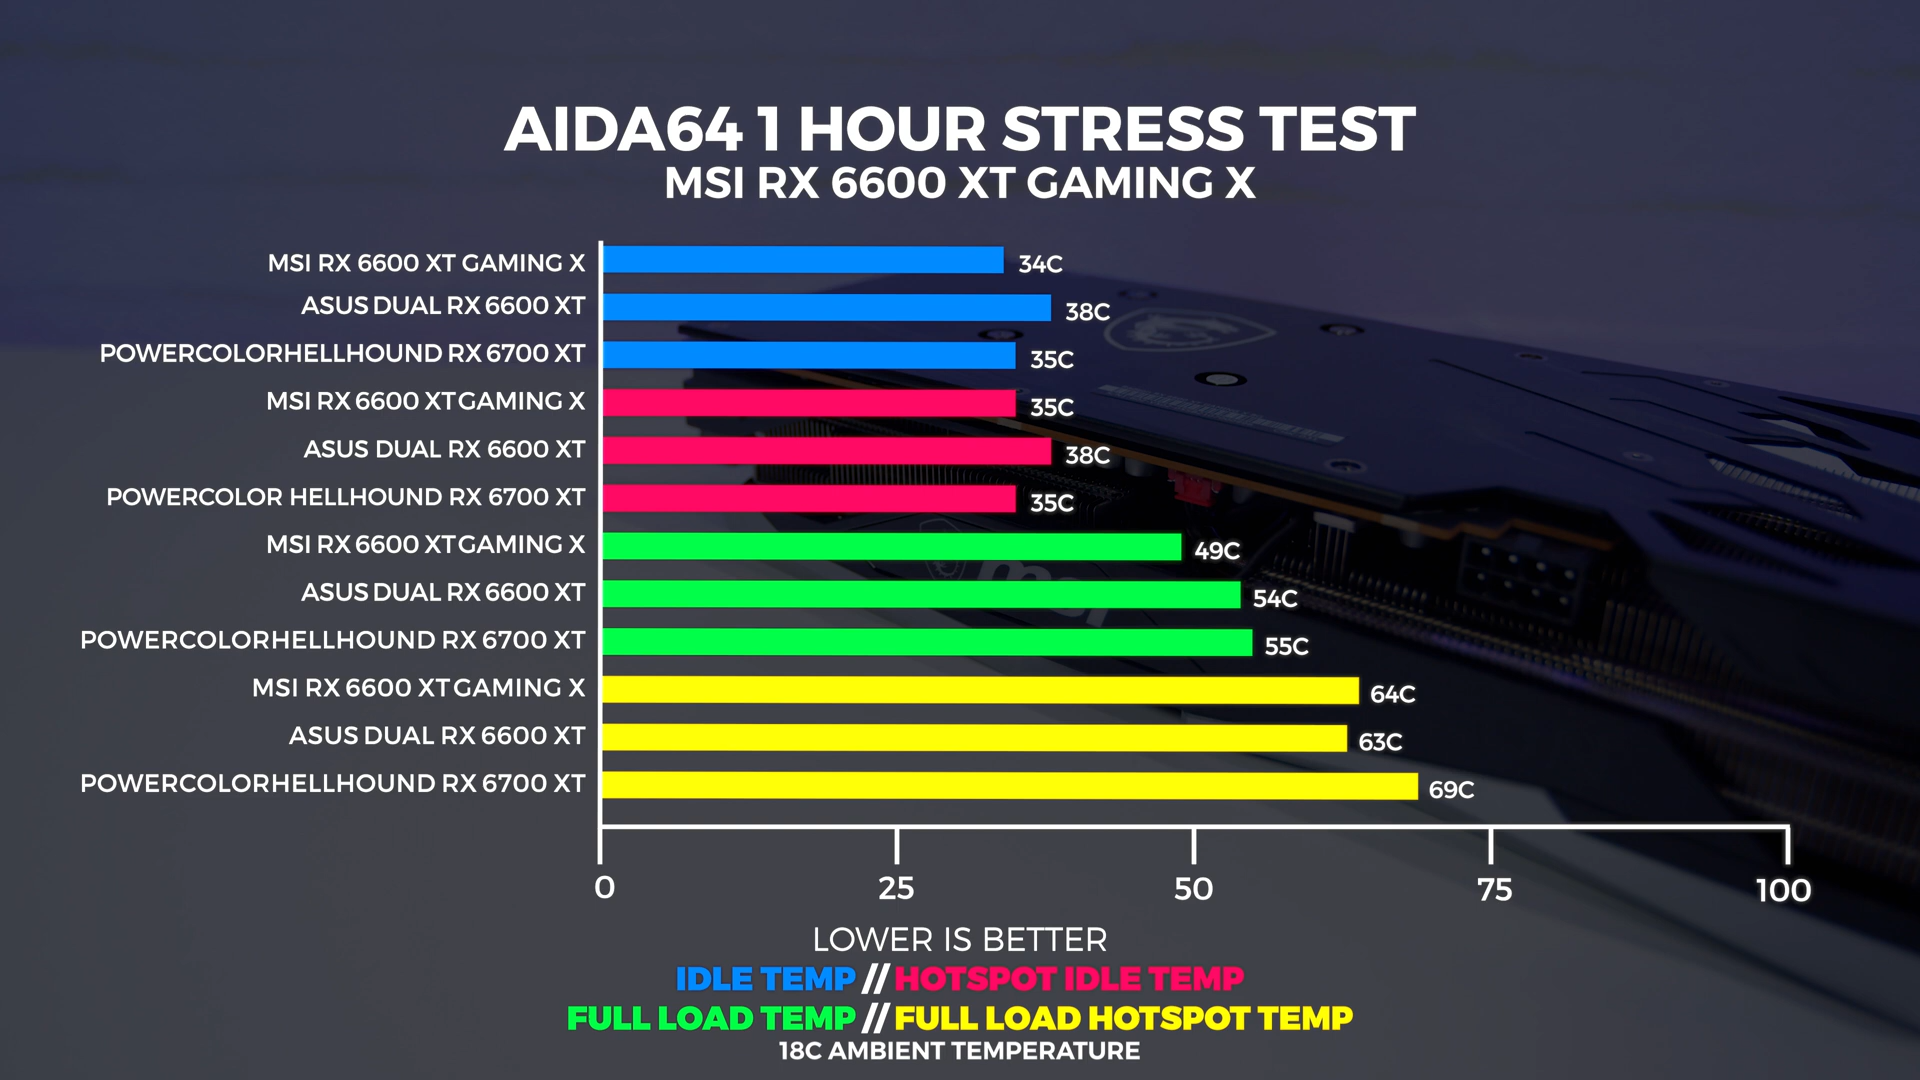 AIDA64 1 HOUR STRESS TEST
MSI RX 6600 XT GAMING X
MSI RX 6600 XT GAMING X 34C
ASUS DUAL RX 6600 XT 38C
POWERCOLORHELLHOUND RX 6700 XT 35C
MSI RX 6600 XTGAMING X 35C
ASUS DUAL RX 6600 XT 38C
POWERCOLOR HELLHOUND RX 6700 XT 35C
MSI RX 6600 XTGAMING X 49C
ASUS DUAL RX 6600 XT 54C
POWERCOLORHELLHOUND RX 6700 XT 55C
MSI RX 6600 XTGAMING X 64C
ASUS DUAL RX 6600 XT 63C
POWERCOLORHELLHOUND RX 6700 XT 69C
0 25 50 75 100
LOWER IS BETTER
IDLE TEMP // HOTSPOT IDLE TEMP
FULL LOAD TEMP // FULL LOAD HOTSPOT TEMP
18C AMBIENT TEMPERATURE
msi